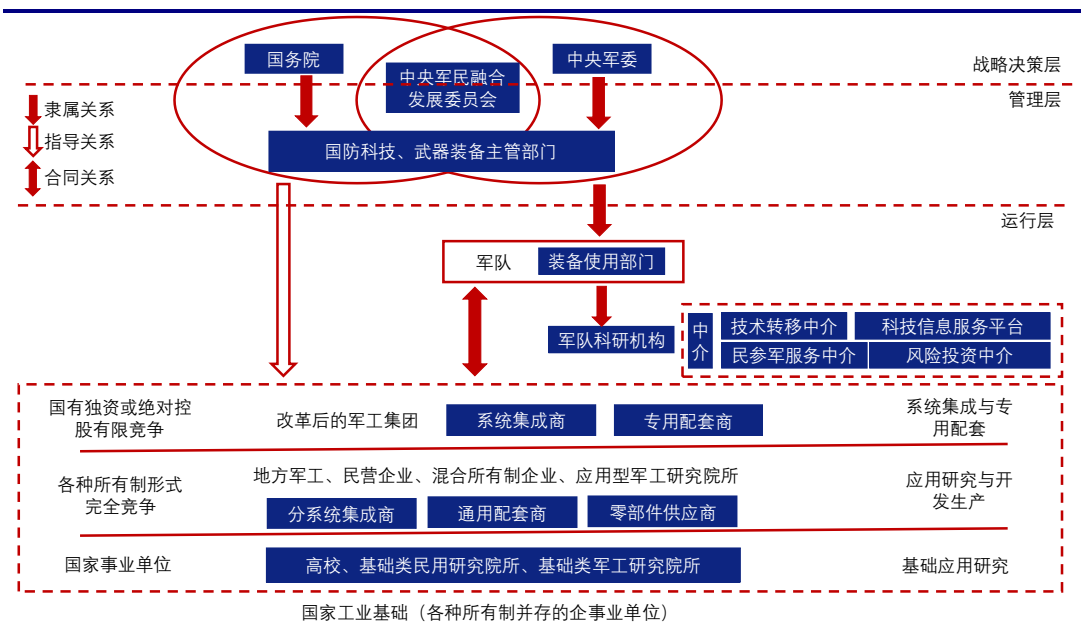 国务院
中央军委
中央军民融合
发展委员会
战略决策层
管理层
隶属关系
指导关系
合同关系
国防科技、武器装备主管部门
运行层
军队
装备使用部门
军队科研机构
中介
技术转移中介
科技信息服务平台
民参军服务中介
风险投资中介
国有独资或绝对控
股有限竞争
改革后的军工集团
系统集成商
专用配套商
系统集成与专
用配套
各种所有制形式
完全竞争
地方军工、民营企业、混合所有制企业、应用型军工研究院所
分系统集成商
通用配套商
零部件供应商
应用研究与开
发生产
国家事业单位
高校、基础类民用研究院所、基础类军工研究院所
基础应用研究
国家工业基础（各种所有制并存的企事业单位）